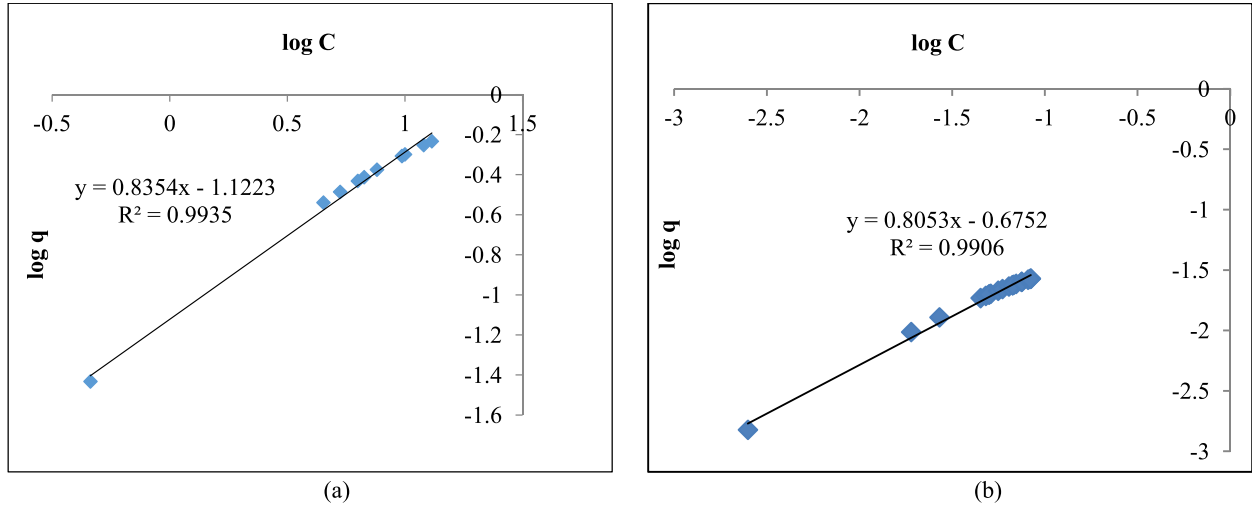 log C
-0.5 0 0.5 1 1.5
0
-0.2
-0.4
-0.6
-0.8
-1
-1.2
-1.4
-1.6
y = 0.8354x - 1.1223
R² = 0.9935
log q
(a)
log C
-3 -2.5 -2 -1.5 -1 -0.5 0
0
-0.5
-1
-1.5
-2
-2.5
-3
y = 0.8053x - 0.6752
R² = 0.9906
log q
(b)